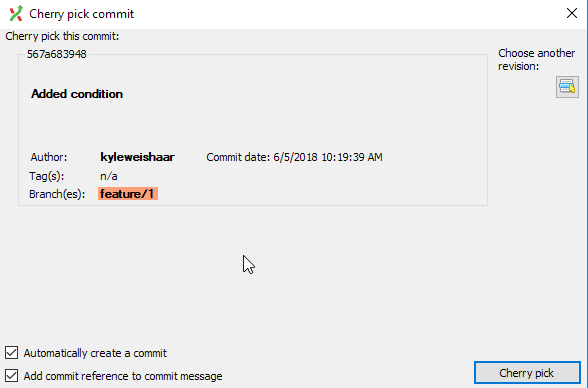 Cherry pick commit
Cherry pick this commit:
567a683948
Choose another
revision:
Added condition
Author: kyleweishaar Commit date: 6/5/2018 10:19:39 AM
Tag(s): n/a
Branch(es): feature/1
Automatically create a commit
Add commit reference to commit message
Cherry pick